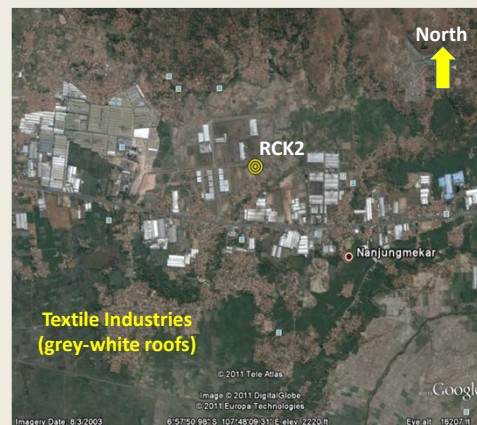 North
RCK2
Nanjungmekar
Textile Industries
(grey-white roofs)
© 2011 Tele Atlas
Image © 2011 DigitalGlobe
© 2011 Europa Technologies
Google
Imagery Date: 8/3/2003 6°57'50.98" S 107°48'09.31" E elev. 2220 ft Eye alt 16207 ft